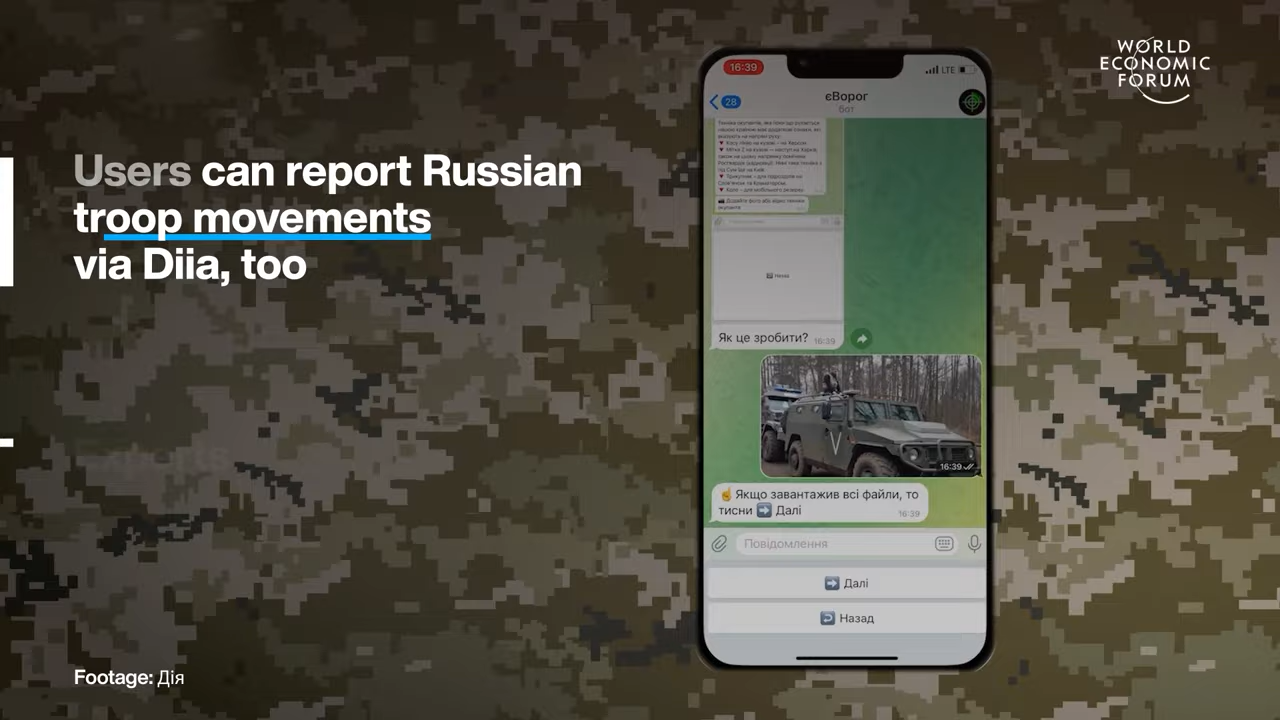 WORLD
ECONOMIC
FORUM
Users can report Russian
troop movements
via Diia, too
16:39
LTE
28
єВорог
бот
Назад
Як це зробити?
16:39
V
16:39
☝️Якщо завантажив всі файли, то
тисни ➡️ Далі
16:39
Повідомлення
➡️ Далі
↩️ Назад
Footage: Дія